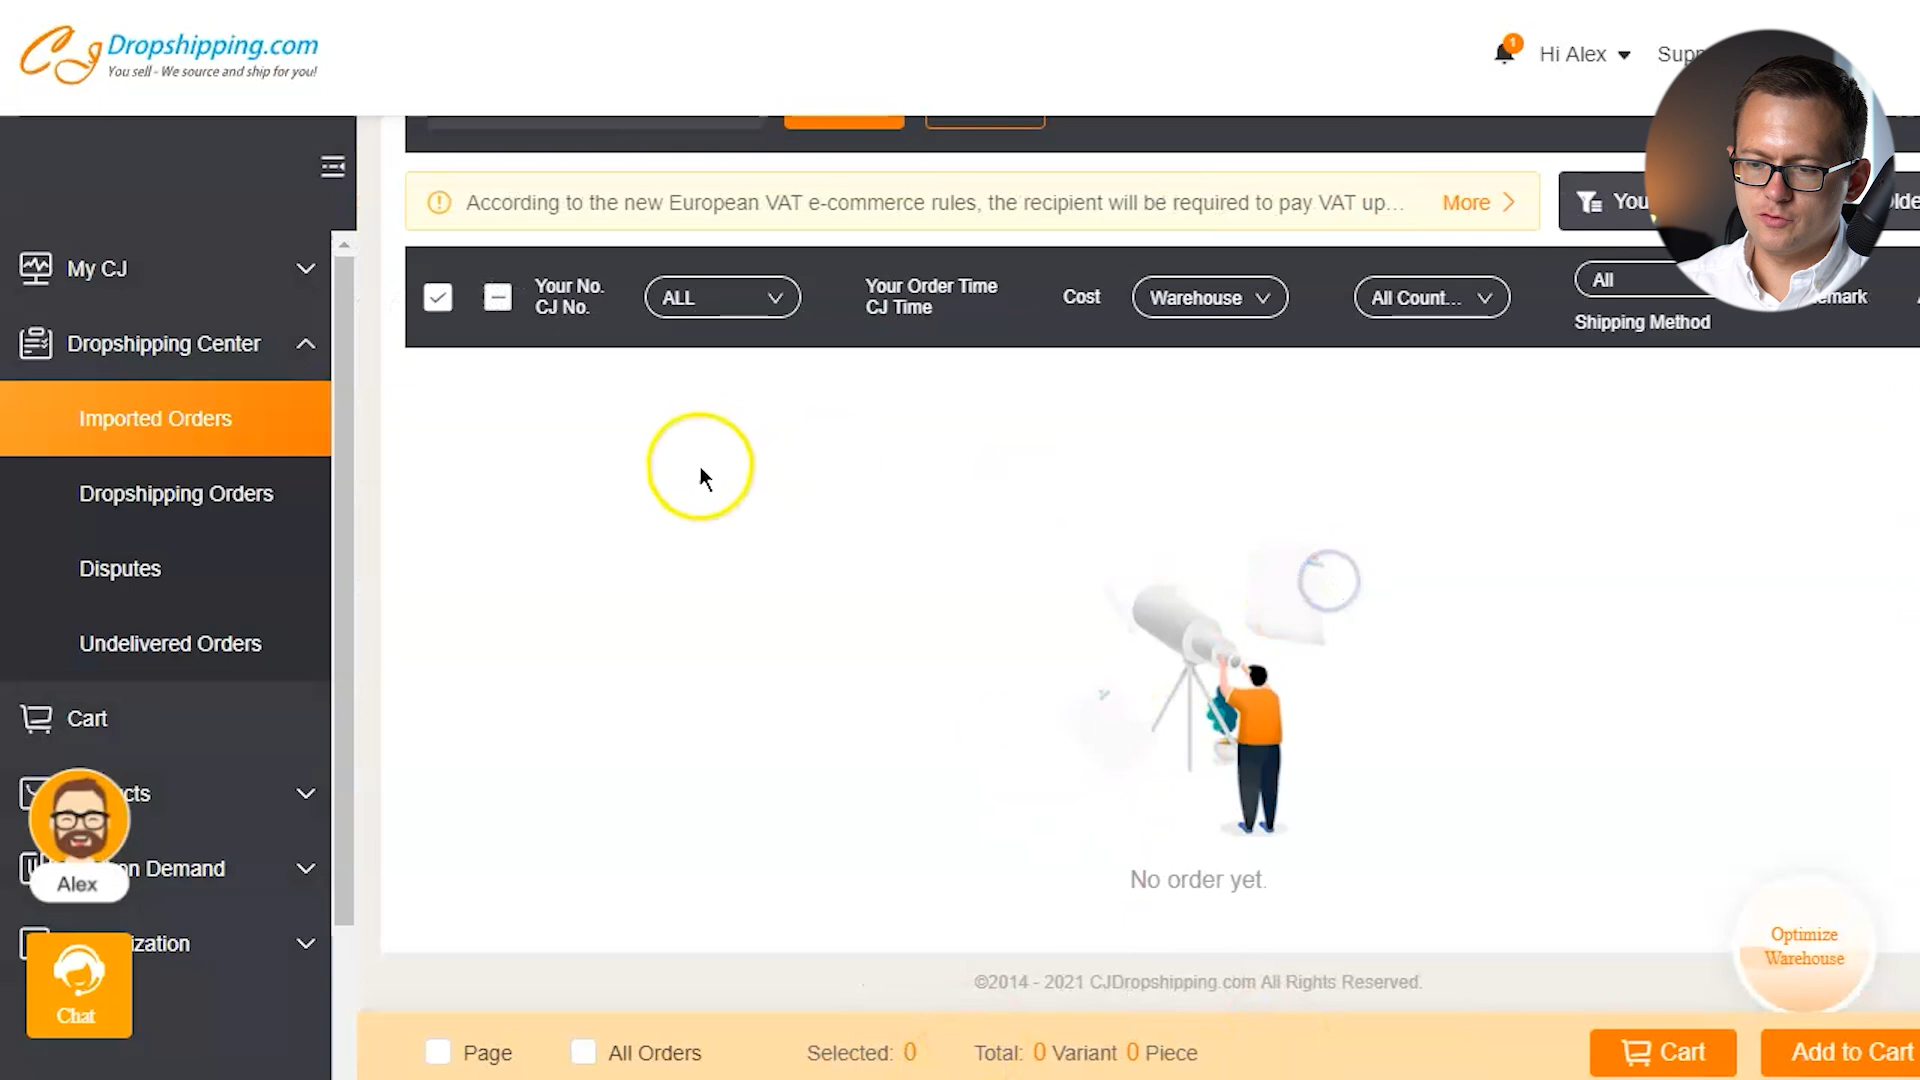 CJ Dropshipping.com
You sell - We source and ship for you!
1
Hi Alex
According to the new European VAT e-commerce rules, the recipient will be required to pay VAT up...
More
Your No.
CJ No.
ALL
Your Order Time
CJ Time
Cost
Warehouse
All Count...
All
Shipping Method
My CJ
Dropshipping Center
Imported Orders
Dropshipping Orders
Disputes
Undelivered Orders
Cart
Demand
Alex
Chat
No order yet.
Optimize
Warehouse
©2014 - 2021 CJDropshipping.com All Rights Reserved.
Page
All Orders
Selected: 0
Total: 0 Variant 0 Piece
Cart
Add to Cart